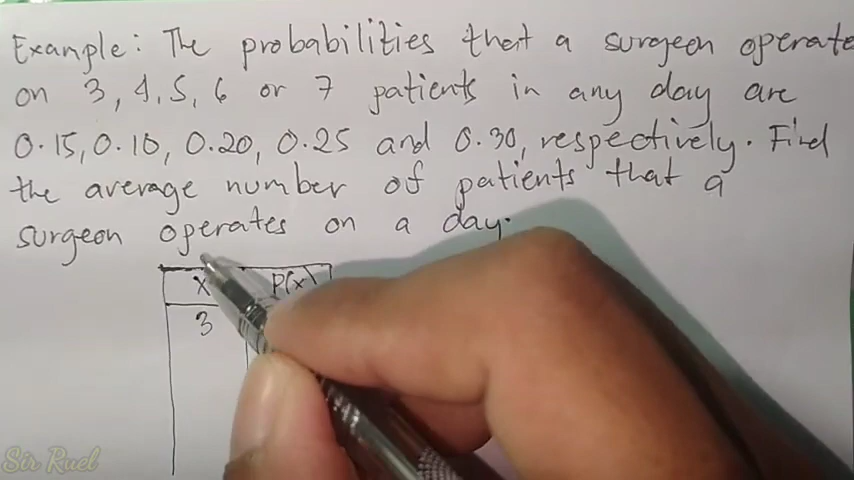 Example: The probabilities that a surgeon operate
on 3, 4, 5, 6 or 7 patients in any day are
0.15, 0.10, 0.20, 0.25 and 0.30, respectively. Find
the average number of patients that a
surgeon operates on a day.
X P(x)
3
Sir Ruel